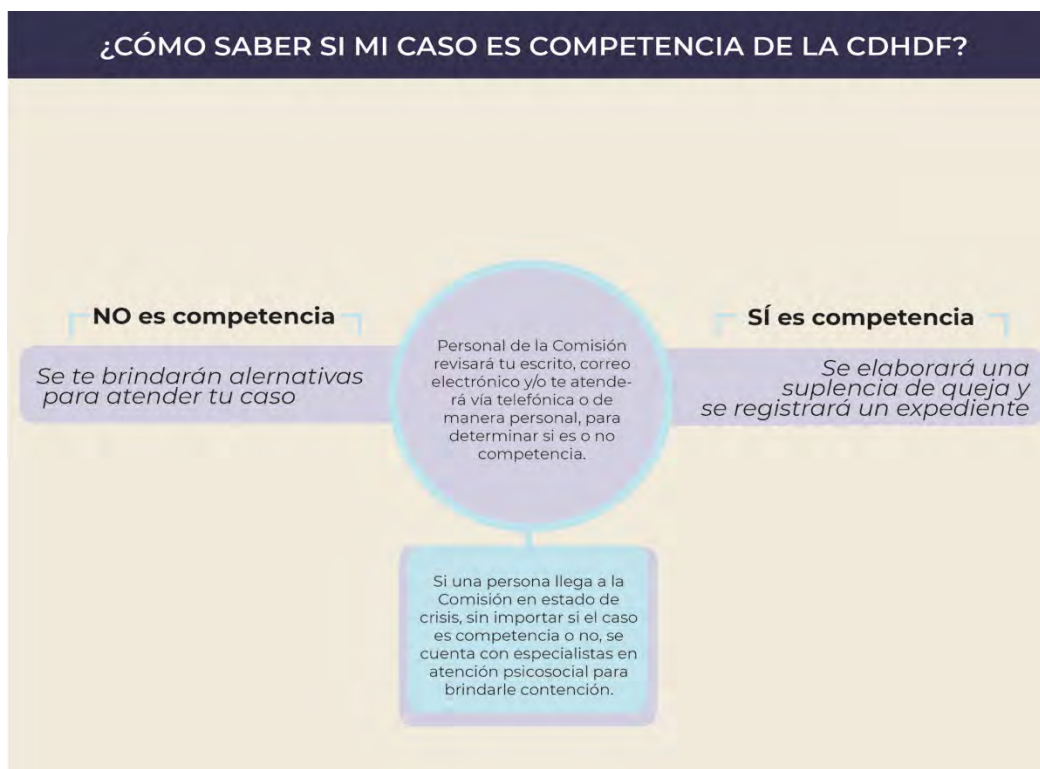 ¿CÓMO SABER SI MI CASO ES COMPETENCIA DE LA CDHDF?
NO es competencia
Se te brindarán alernativas
para atender tu caso
Personal de la Comisión
revisará tu escrito, correo
electrónico y/o te atende-
rá vía telefónica o de
manera personal, para
determinar si es o no
competencia.
SÍ es competencia
Se elaborará una
suplencia de queja y
se registrará un expediente
Si una persona llega a la
Comisión en estado de
crisis, sin importar si el caso
es competencia o no, se
cuenta con especialistas en
atención psicosocial para
brindarle contención.